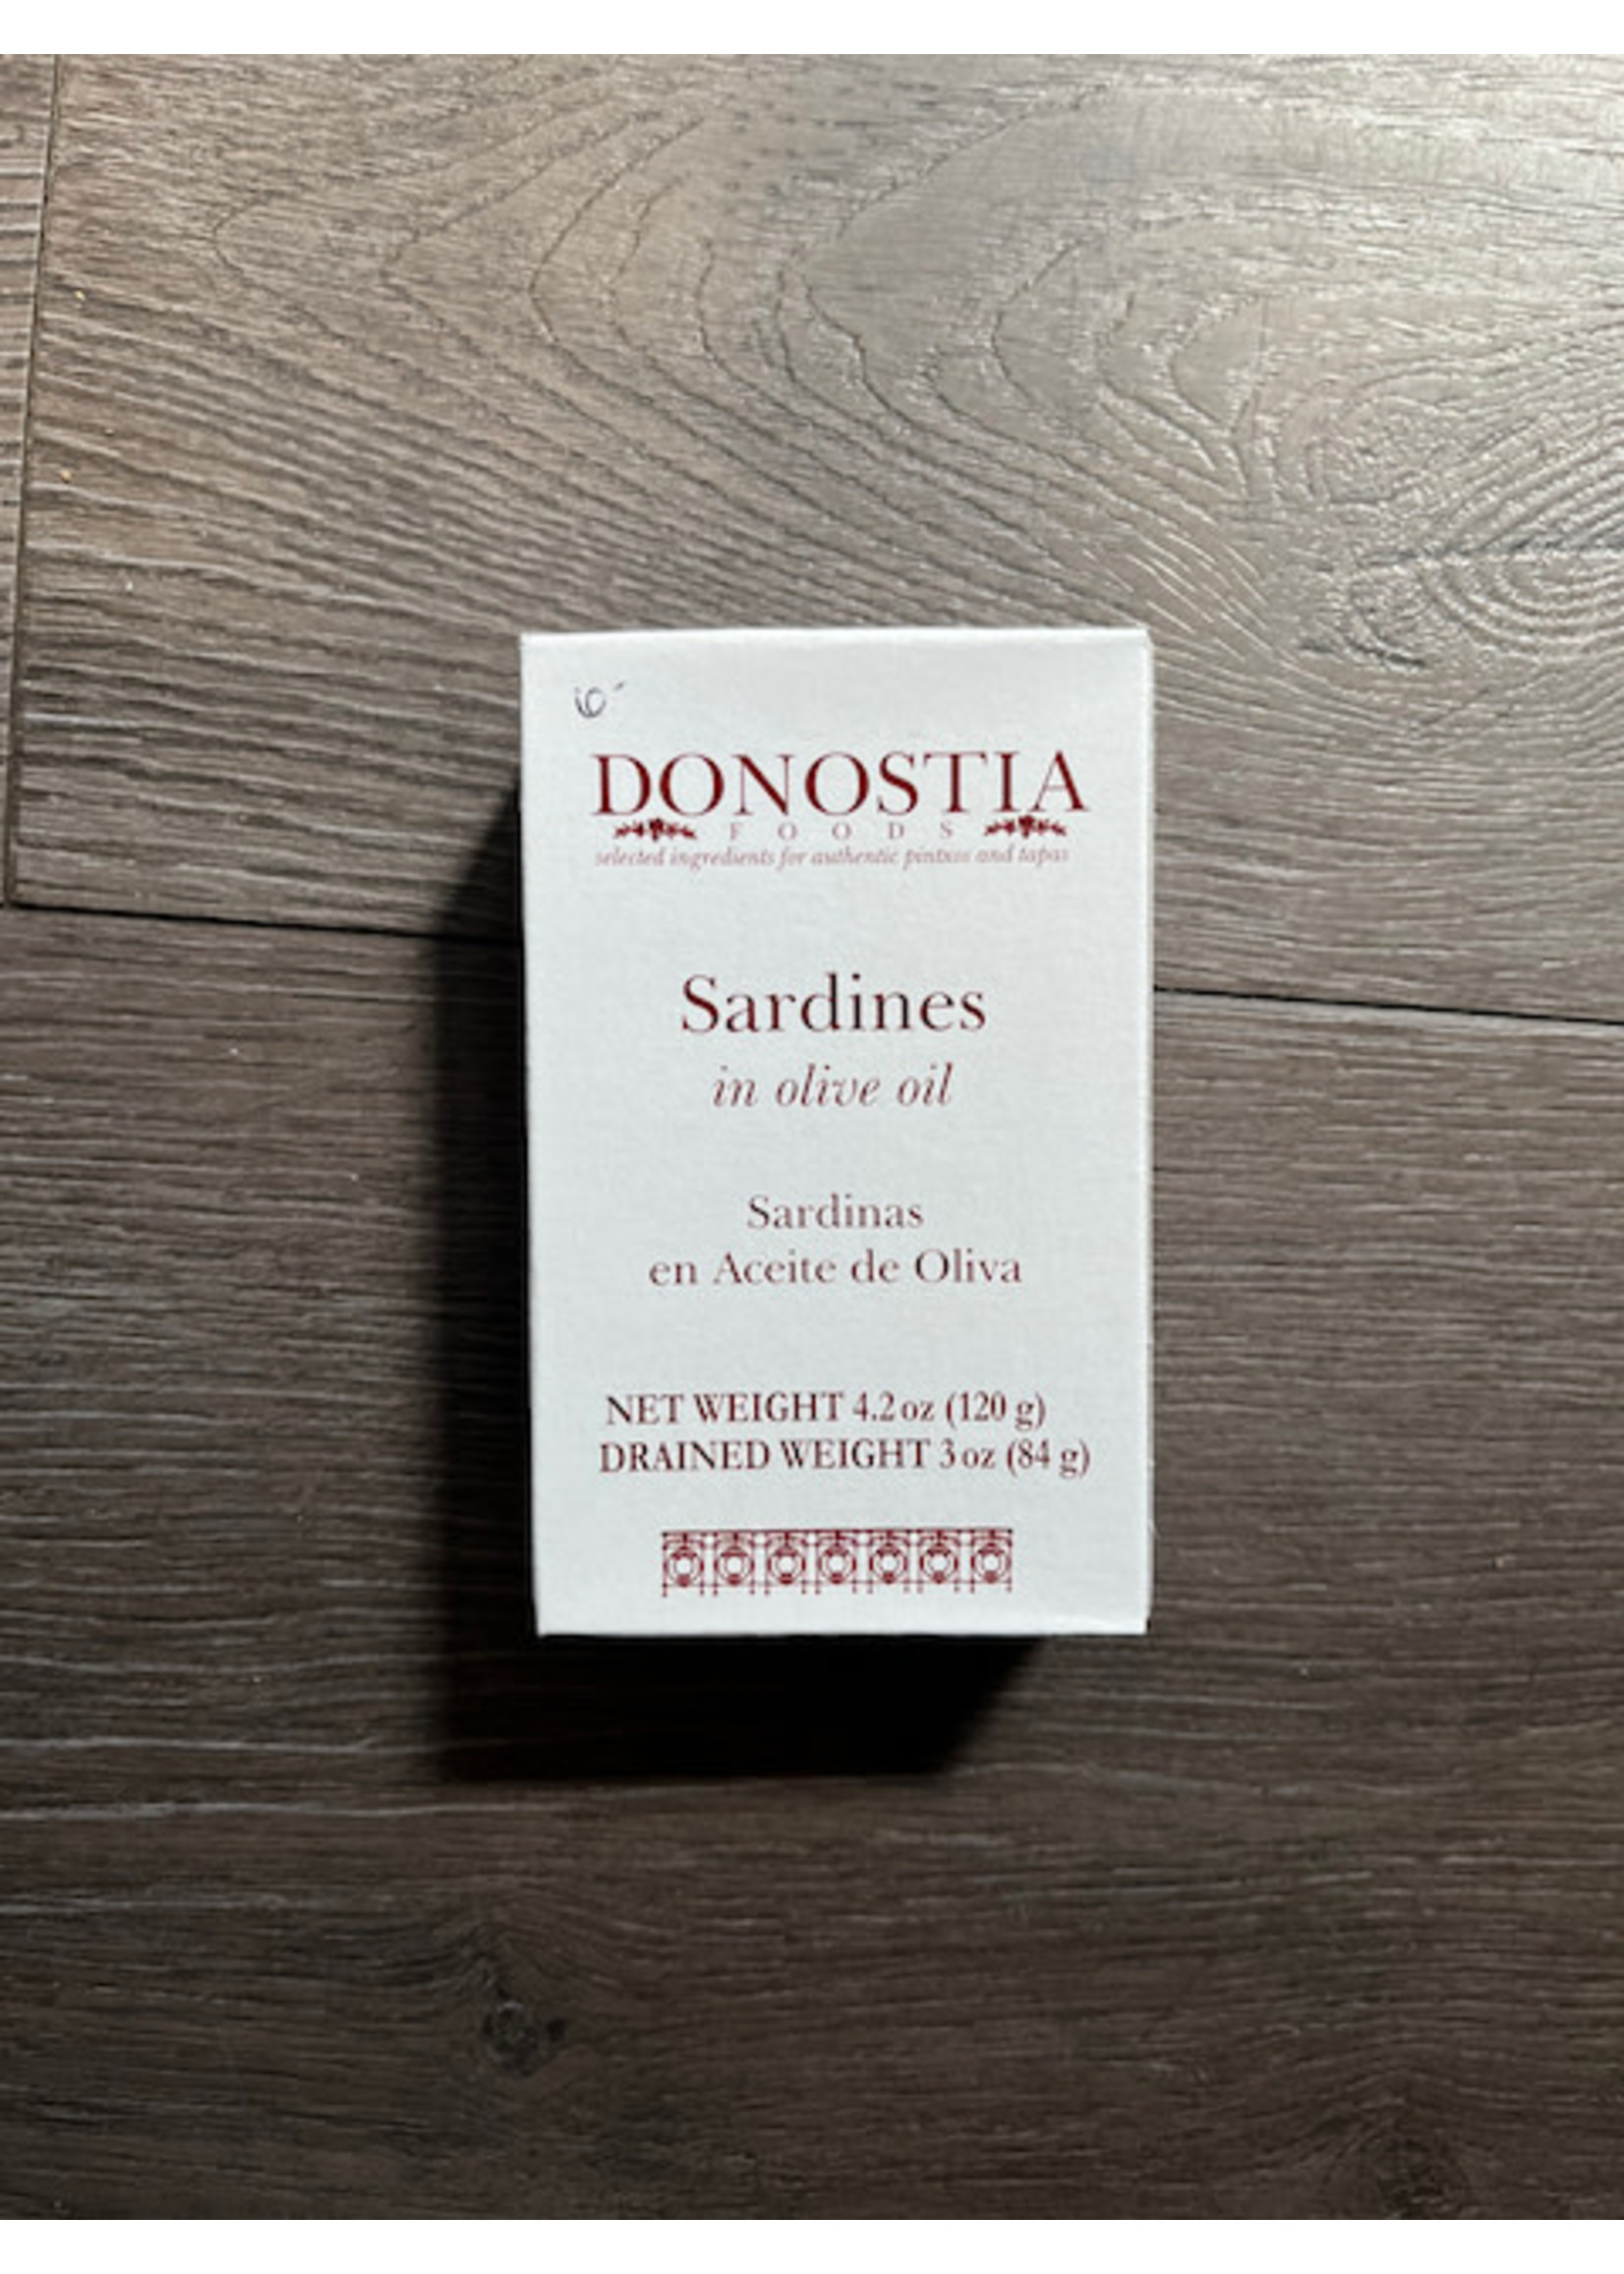 DONOSTIA
FOODS
selected ingredients for authentic pintxos and tapas
Sardines
in olive oil
Sardinas
en Aceite de Oliva
NET WEIGHT 4.2 oz (120 g)
DRAINED WEIGHT 3 oz (84 g)